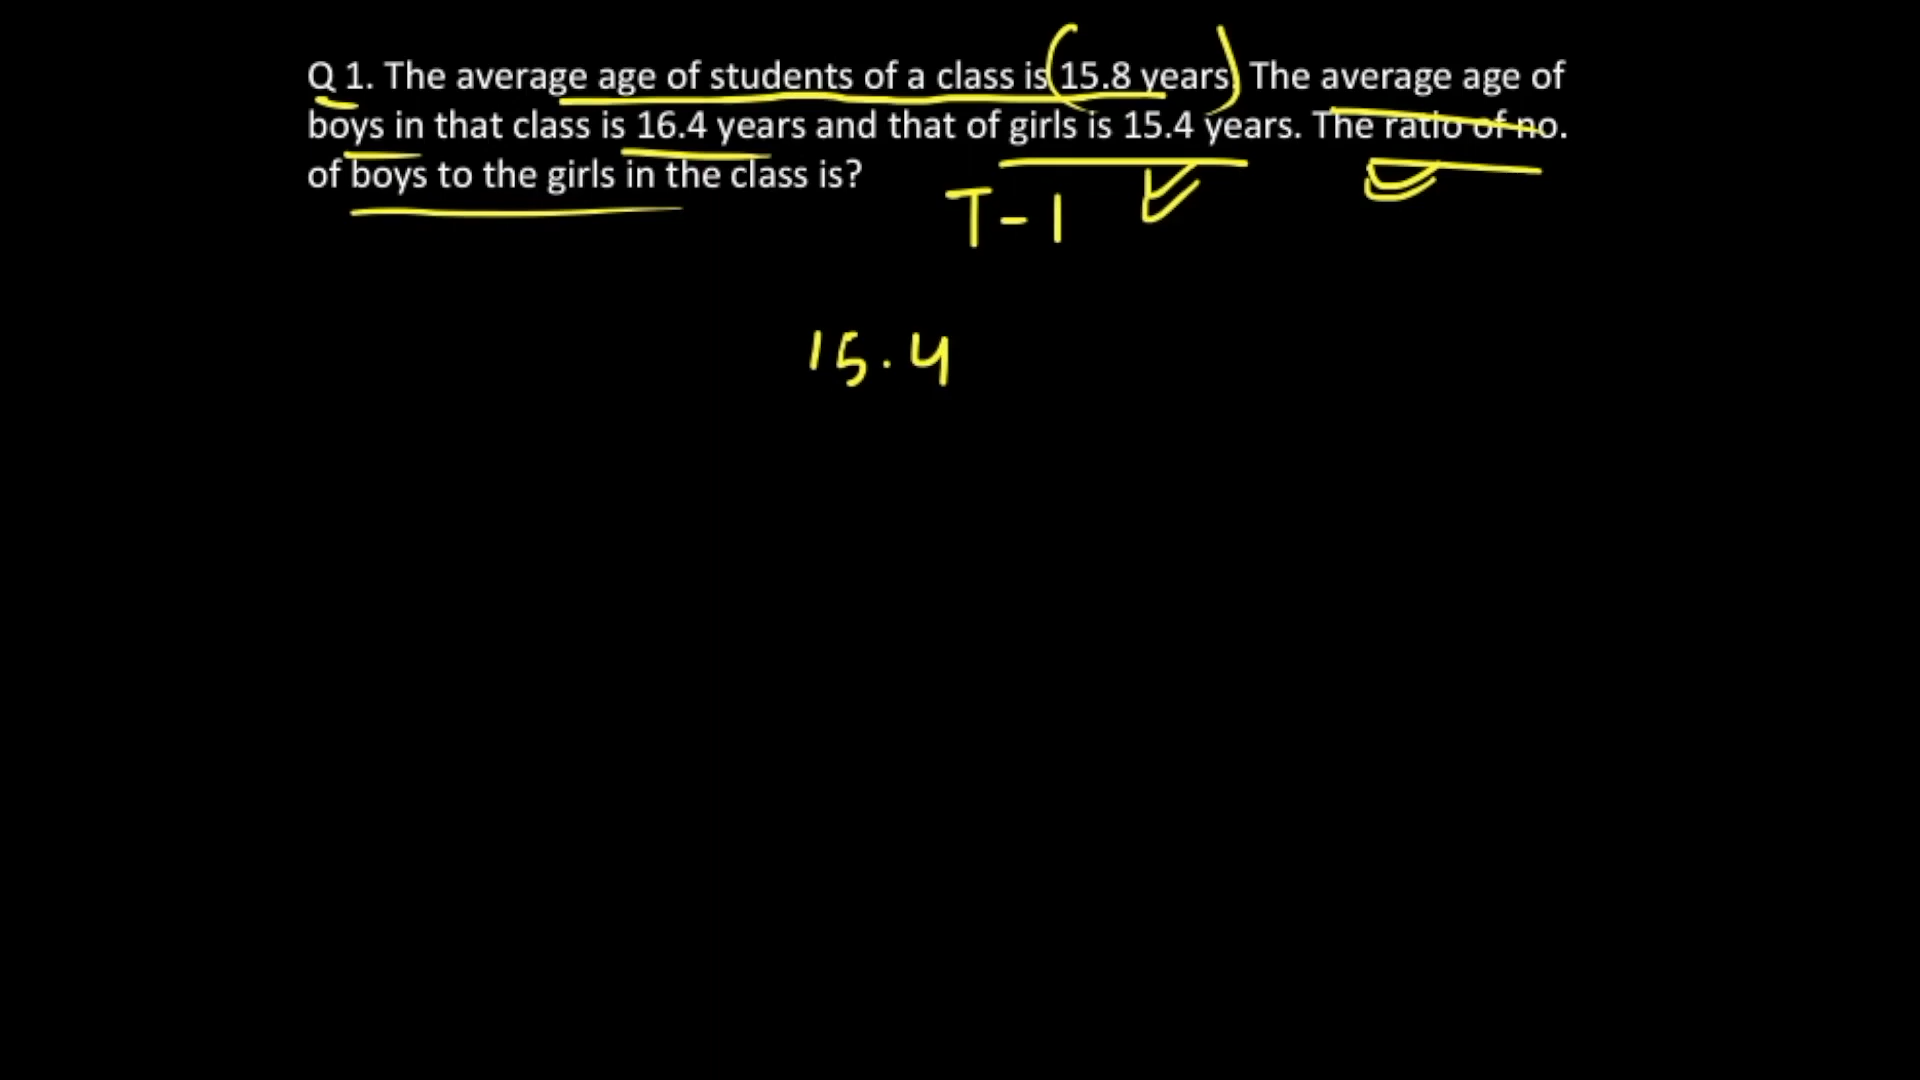 Q 1. The average age of students of a class is 15.8 years. The average age of
boys in that class is 16.4 years and that of girls is 15.4 years. The ratio of no.
of boys to the girls in the class is?
T-1
15.4